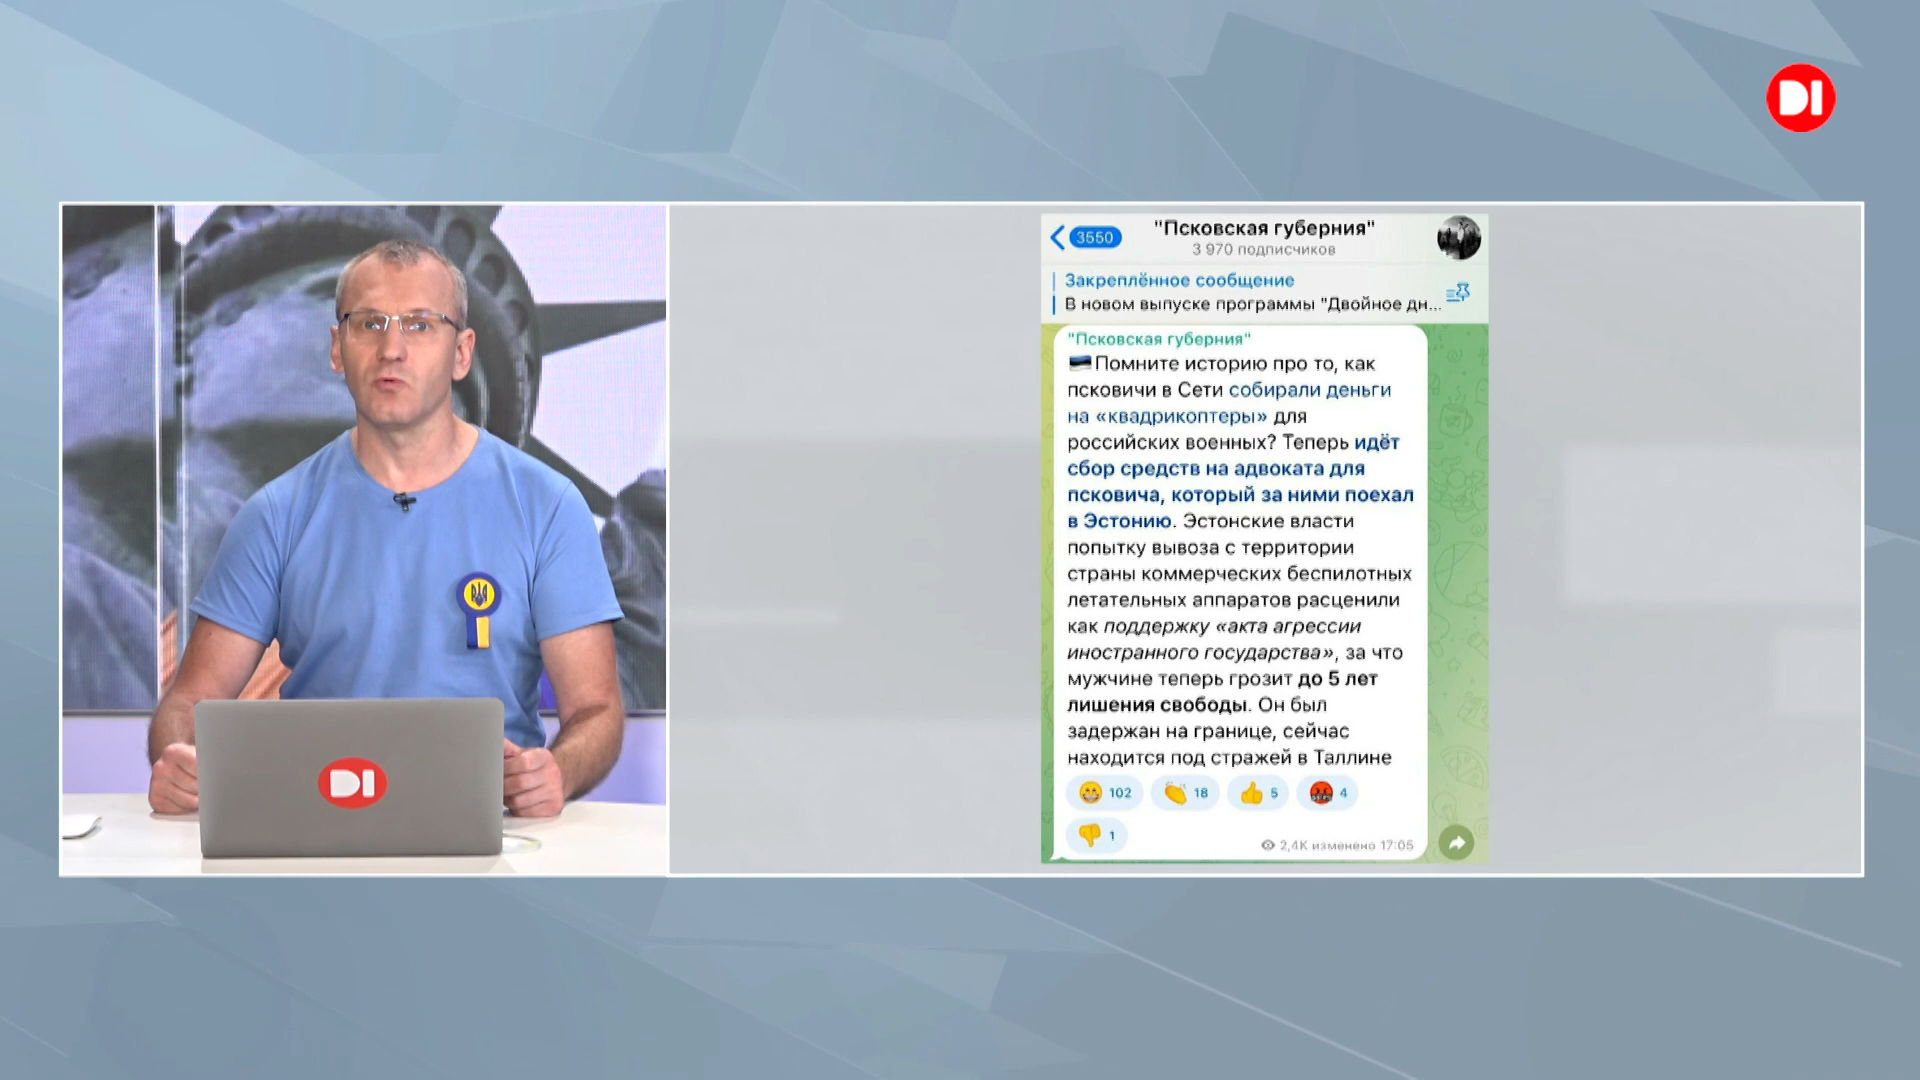 DI
3550
"Псковская губерния"
3 970 подписчиков
Закреплённое сообщение
В новом выпуске программы "Двойное дн...
"Псковская губерния"
Помните историю про то, как
псковичи в Сети собирали деньги
на «квадрикоптеры» для
российских военных? Теперь идёт
сбор средств на адвоката для
псковича, который за ними поехал
в Эстонию. Эстонские власти
попытку вывоза с территории
страны коммерческих беспилотных
летательных аппаратов расценили
как поддержку «акта агрессии
иностранного государства», за что
мужчине теперь грозит до 5 лет
лишения свободы. Он был
задержан на границе, сейчас
находится под стражей в Таллине
102 18 5 4
1
2,4K изменено 17:05
DI